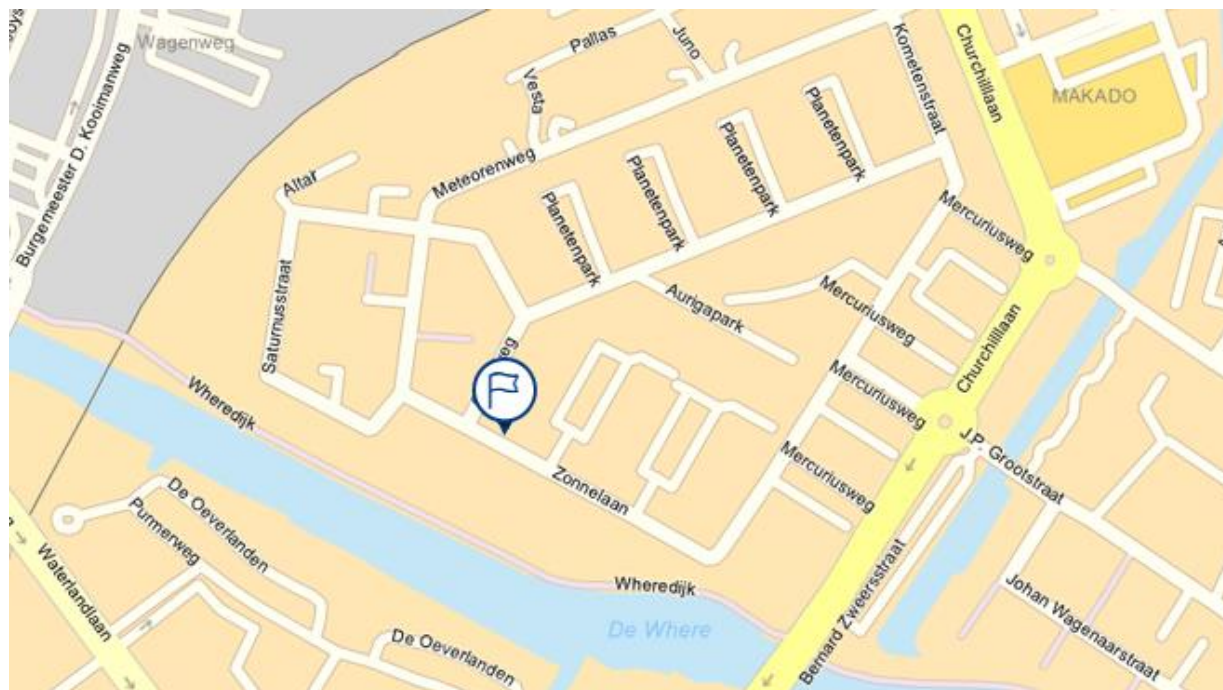 Wagenweg
Burgemeester D. Kooimanweg
Pallas
Juno
Vesta
Kometenstraat
Churchilllaan
MAKADO
Planetenpark
Planetenpark
Planetenpark
Planetenpark
Meteorenweg
Altar
Mercuriusweg
Aurigapark
Mercuriusweg
Saturnusstraat
Churchilllaan
Mercuriusweg
Wheredijk
J.P. Grootstraat
Mercuriusweg
Zonnelaan
De Oeverlanden
Purmerweg
Waterlandlaan
Wheredijk
De Where
Bernard Zweersstraat
Johan Wagenaarstraat
De Oeverlanden